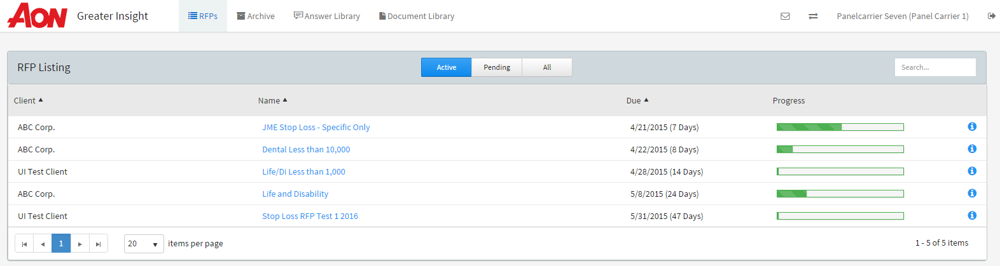 AON Greater Insight RFPs Archive Answer Library Document Library Panelcarrier Seven (Panel Carrier 1)
RFP Listing Active Pending All Search...
Client Name Due Progress
ABC Corp. JME Stop Loss - Specific Only 4/21/2015 (7 Days)
ABC Corp. Dental Less than 10,000 4/22/2015 (8 Days)
UI Test Client Life/Di Less than 1,000 4/28/2015 (14 Days)
ABC Corp. Life and Disability 5/8/2015 (24 Days)
UI Test Client Stop Loss RFP Test 1 2016 5/31/2015 (47 Days)
1 20 items per page 1 - 5 of 5 items